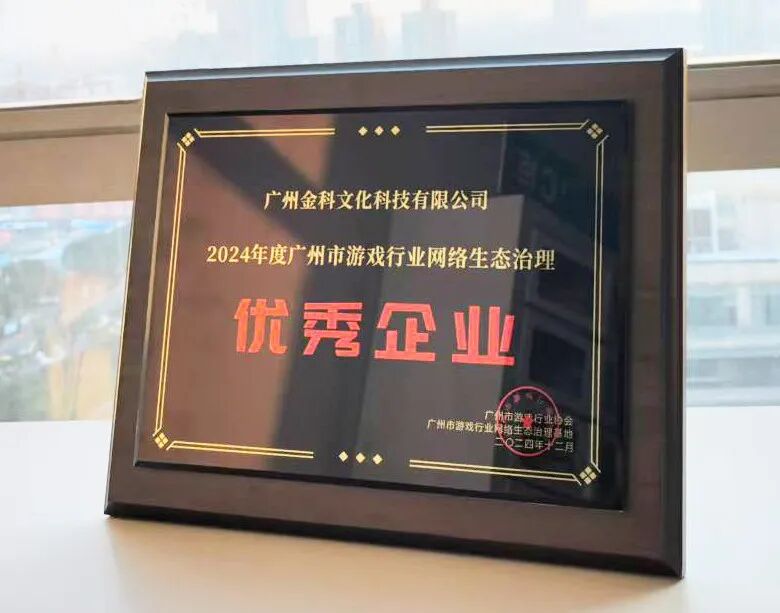 广州金科文化科技有限公司
2024年度广州市游戏行业网络生态治理
优秀企业
广州市游戏行业协会
广州市游戏行业网络生态治理基地
二〇二四年十二月